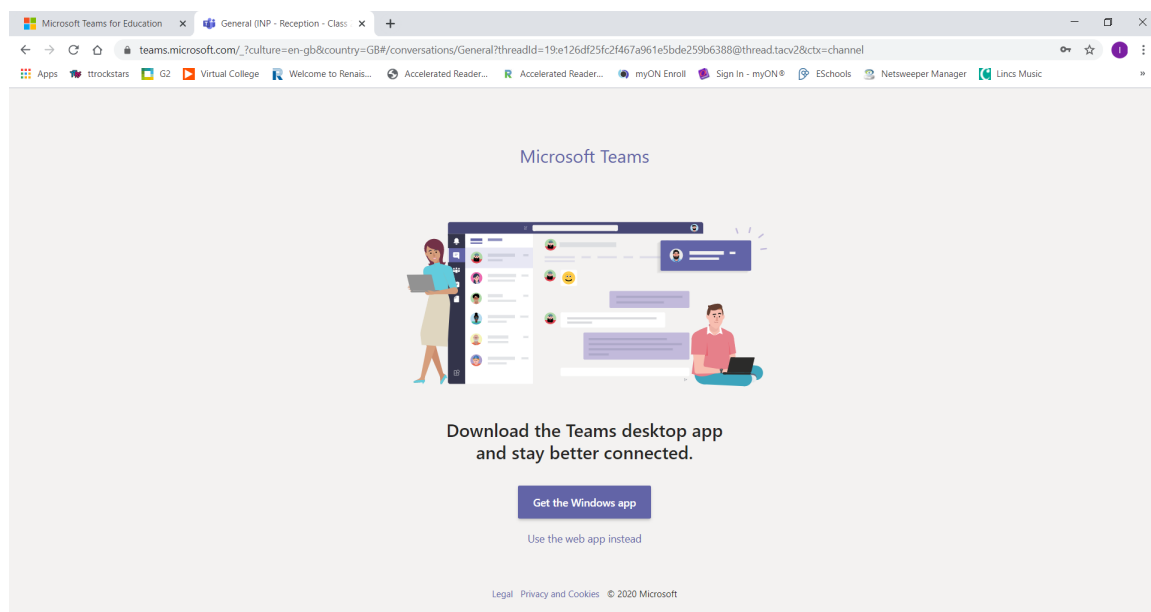 Microsoft Teams for Education
General (INP - Reception - Class
teams.microsoft.com/_?culture=en-gb&country=GB#/conversations/General?threadId=19:e126df25fc2f467a961e5bde259b6388@thread.tacv2&ctx=channel
I
Apps ttrockstars G2 Virtual College Welcome to Renais... Accelerated Reader... Accelerated Reader... myON Enroll Sign In - myON® ESchools Netsweeper Manager Lincs Music »
Microsoft Teams
Download the Teams desktop app
and stay better connected.
Get the Windows app
Use the web app instead
Legal Privacy and Cookies © 2020 Microsoft